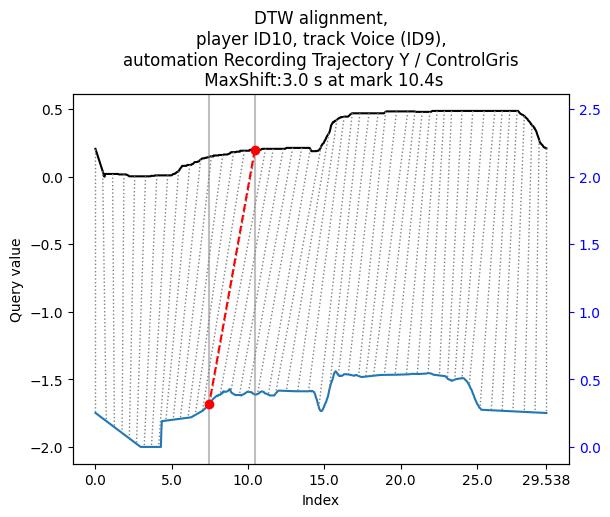 DTW alignment,
player ID10, track Voice (ID9),
automation Recording Trajectory Y / ControlGris
MaxShift:3.0 s at mark 10.4s
0.5
0.0
−0.5
−1.0
−1.5
−2.0
Query value
2.5
2.0
1.5
1.0
0.5
0.0
0.0 5.0 10.0 15.0 20.0 25.0 29.538
Index